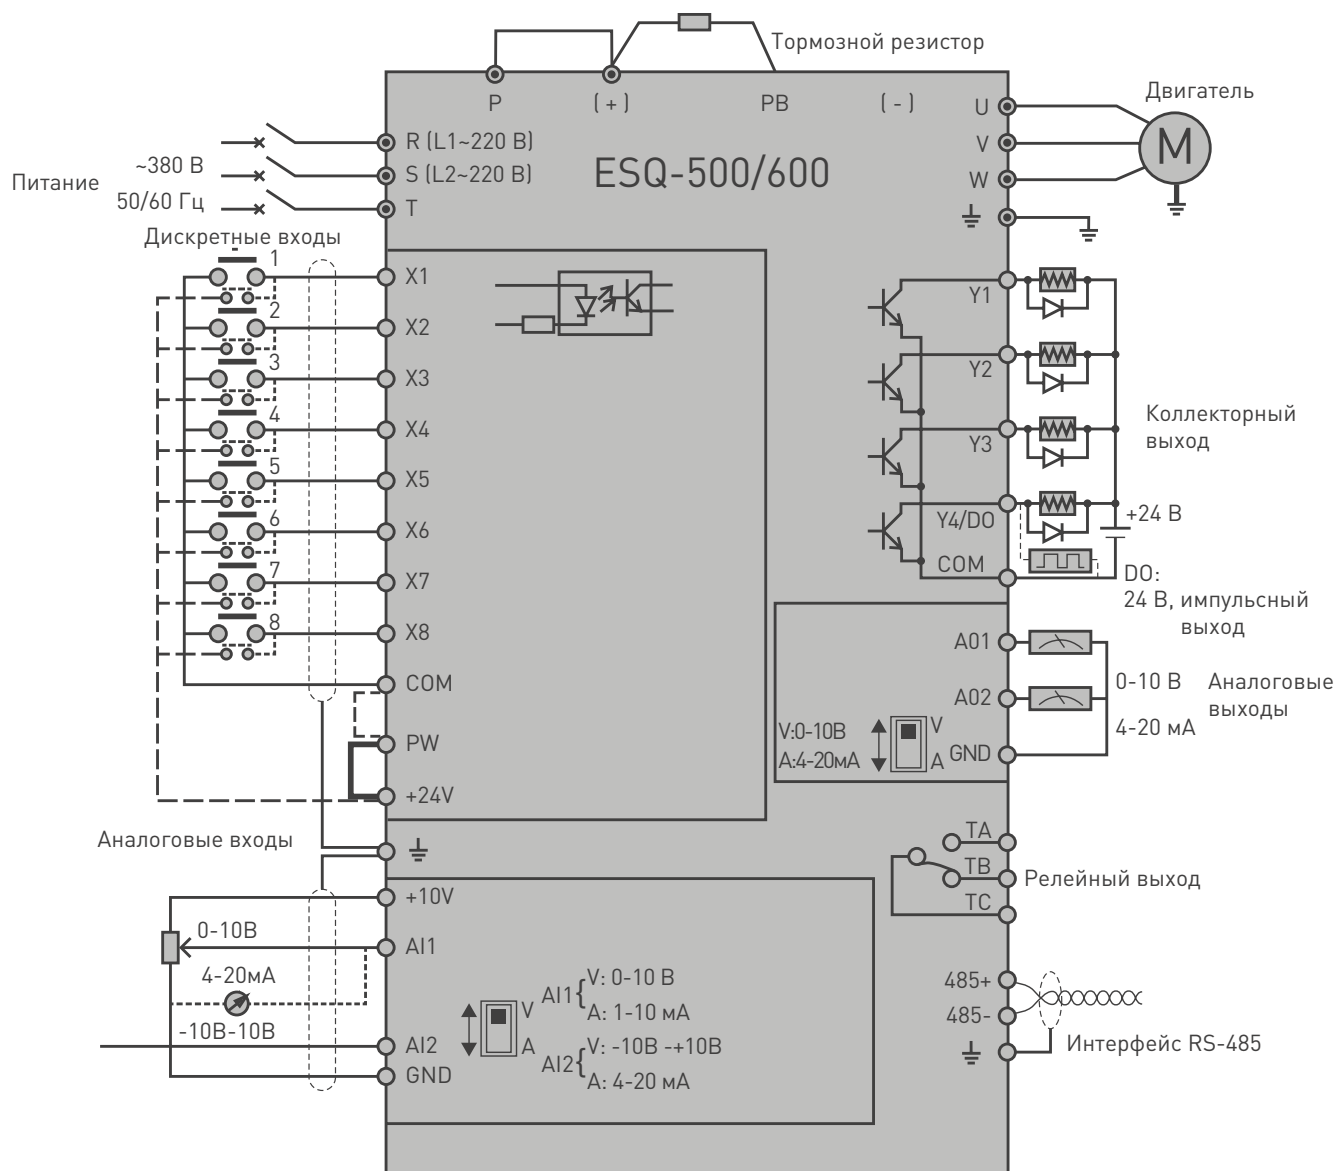 Тормозной резистор
P
(+)
PB
(-)
Двигатель
U
V
W
M
R (L1~220 В)
S (L2~220 В)
T
ESQ-500/600
Питание
~380 В
50/60 Гц
Дискретные входы
1
2
3
4
5
6
7
8
X1
X2
X3
X4
X5
X6
X7
X8
COM
PW
+24V
Y1
Y2
Y3
Y4/DO
COM
Коллекторный
выход
+24 В
DO:
24 В, импульсный
выход
A01
A02
GND
V:0-10В
A:4-20мА
V
A
0-10 В
4-20 мА
Аналоговые
выходы
TA
TB
TC
Релейный выход
Аналоговые входы
+10V
AI1
AI2
GND
0-10В
4-20мА
-10В-10В
V
A
AI1
V: 0-10 В
A: 1-10 мА
AI2
V: -10В -+10В
A: 4-20 мА
485+
485-
Интерфейс RS-485